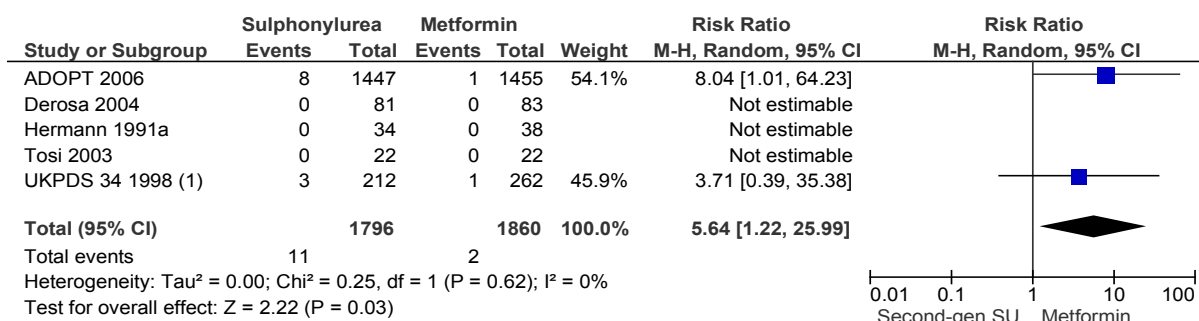 Sulphonylurea Metformin Risk Ratio Risk Ratio
Study or Subgroup Events Total Events Total Weight M-H, Random, 95% CI M-H, Random, 95% CI
ADOPT 2006 8 1447 1 1455 54.1% 8.04 [1.01, 64.23]
Derosa 2004 0 81 0 83 Not estimable
Hermann 1991a 0 34 0 38 Not estimable
Tosi 2003 0 22 0 22 Not estimable
UKPDS 34 1998 (1) 3 212 1 262 45.9% 3.71 [0.39, 35.38]
Total (95% CI) 1796 1860 100.0% 5.64 [1.22, 25.99]
Total events 11 2
Heterogeneity: Tau² = 0.00; Chi² = 0.25, df = 1 (P = 0.62); I² = 0%
Test for overall effect: Z = 2.22 (P = 0.03)
0.01 0.1 1 10 100
Second-gen SU Metformin